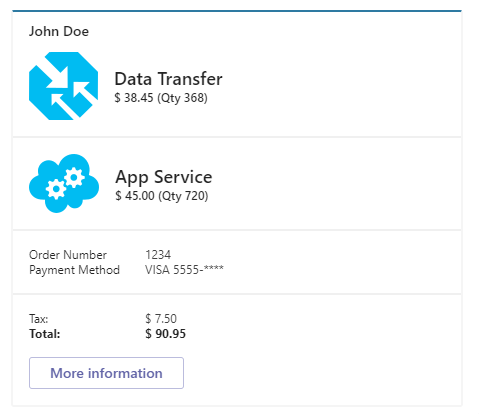 John Doe
Data Transfer
$ 38.45 (Qty 368)
App Service
$ 45.00 (Qty 720)
Order Number 1234
Payment Method VISA 5555-****
Tax: $ 7.50
Total: $ 90.95
More information